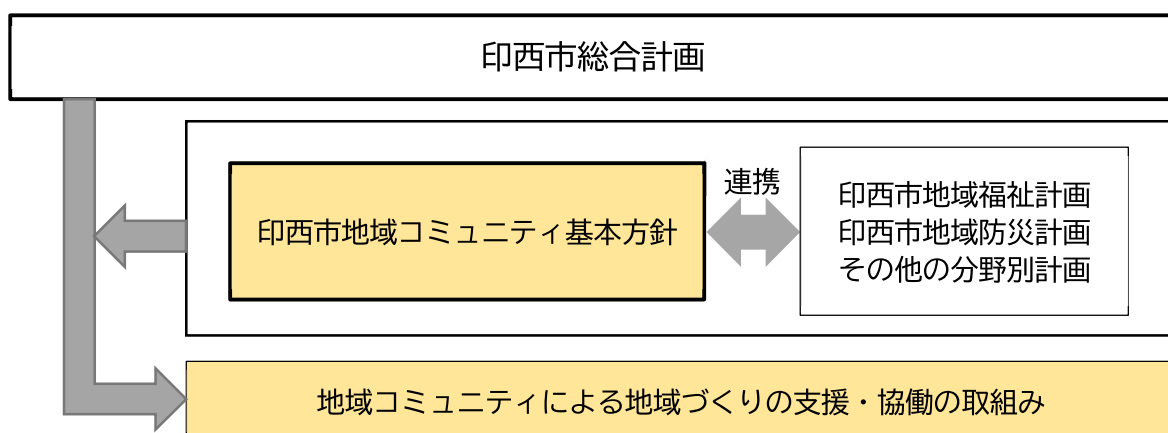 印西市総合計画
連携
印西市地域コミュニティ基本方針
印西市地域福祉計画
印西市地域防災計画
その他の分野別計画
地域コミュニティによる地域づくりの支援・協働の取組み